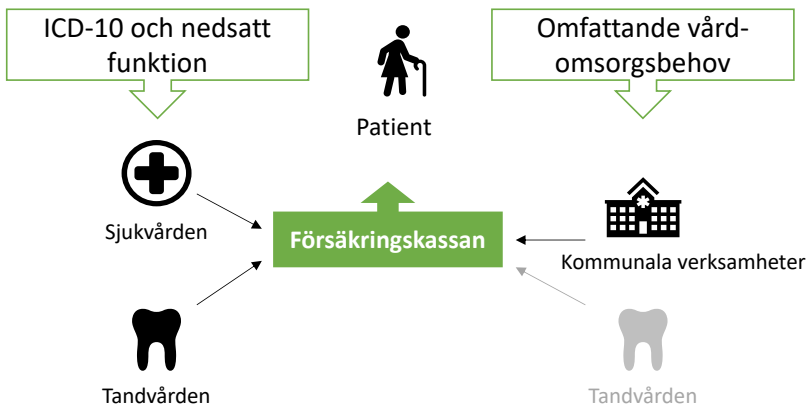 ICD-10 och nedsatt
funktion
Omfattande vård-
omsorgsbehov
Patient
Sjukvården
Försäkringskassan
Kommunala verksamheter
Tandvården
Tandvården